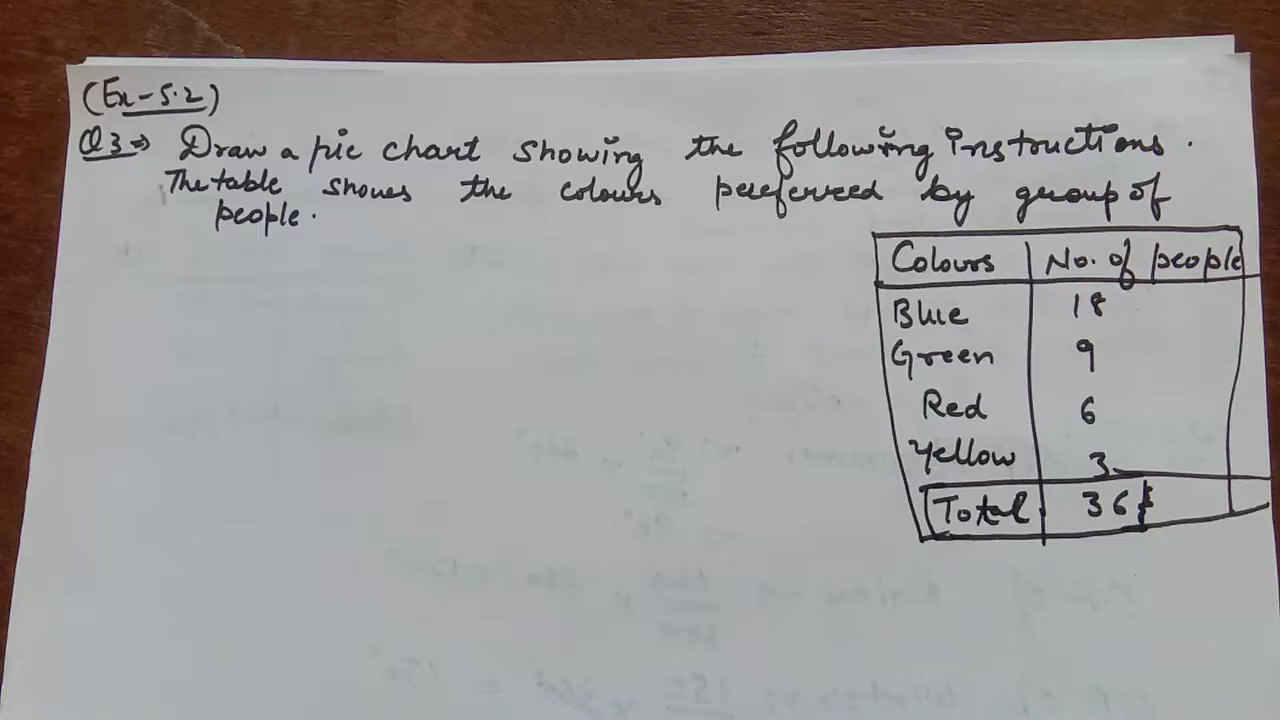 (Ex-5.2)
Q3⇒ Draw a pie chart showing the following instructions.
The table shows the colours preferred by group of
people.
Colours No. of people
Blue 18
Green 9
Red 6
Yellow 3
Total 36